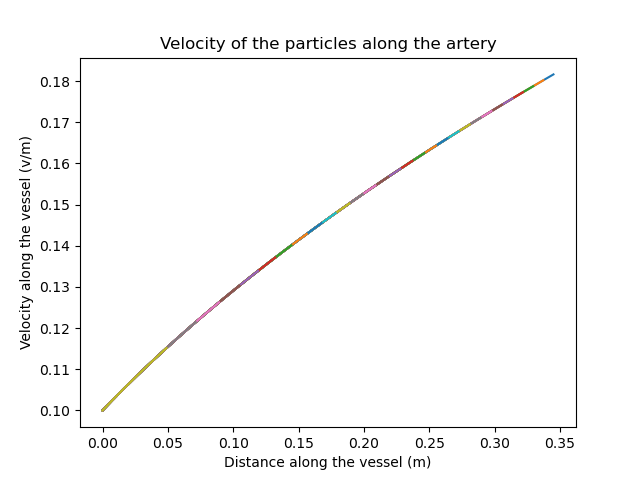 Velocity of the particles along the artery
0.18
0.17
0.16
0.15
0.14
0.13
0.12
0.11
0.10
Velocity along the vessel (v/m)
0.00 0.05 0.10 0.15 0.20 0.25 0.30 0.35
Distance along the vessel (m)